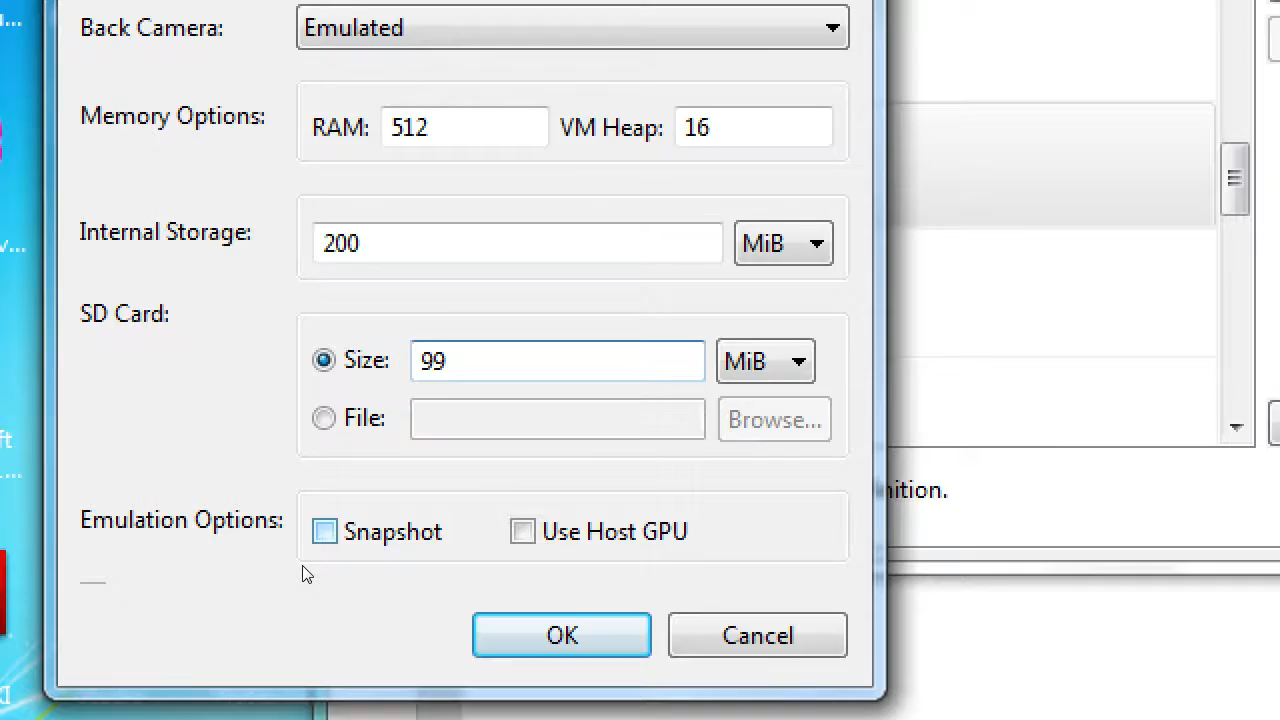 Back Camera: Emulated
Memory Options: RAM: 512 VM Heap: 16
Internal Storage: 200 MiB
SD Card:
Size: 99 MiB
File: Browse...
nition.
Emulation Options: Snapshot Use Host GPU
OK Cancel